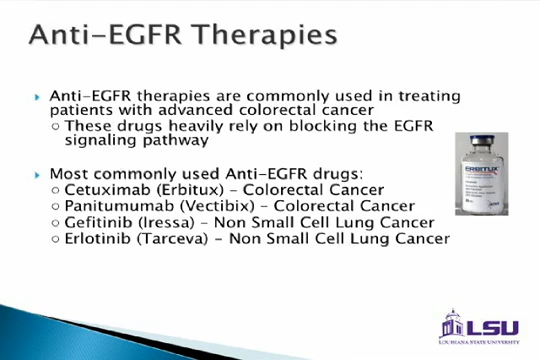 Anti-EGFR Therapies
Anti-EGFR therapies are commonly used in treating
patients with advanced colorectal cancer
These drugs heavily rely on blocking the EGFR
signaling pathway
Most commonly used Anti-EGFR drugs:
Cetuximab (Erbitux) – Colorectal Cancer
Panitumumab (Vectibix) – Colorectal Cancer
Gefitinib (Iressa) – Non Small Cell Lung Cancer
Erlotinib (Tarceva) – Non Small Cell Lung Cancer
ERBITUX
LSU
LOUISIANA STATE UNIVERSITY